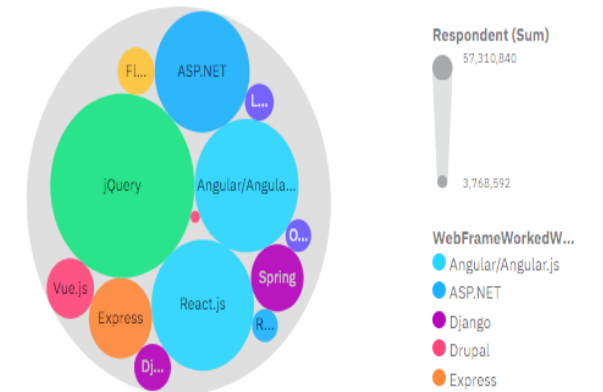 Fl...
ASP.NET
L...
jQuery
Angular/Angula...
O...
Vue.js
Express
React.js
Spring
R...
Dj...
Respondent (Sum)
57,310,840
3,768,592
WebFrameWorkedW...
Angular/Angular.js
ASP.NET
Django
Drupal
Express